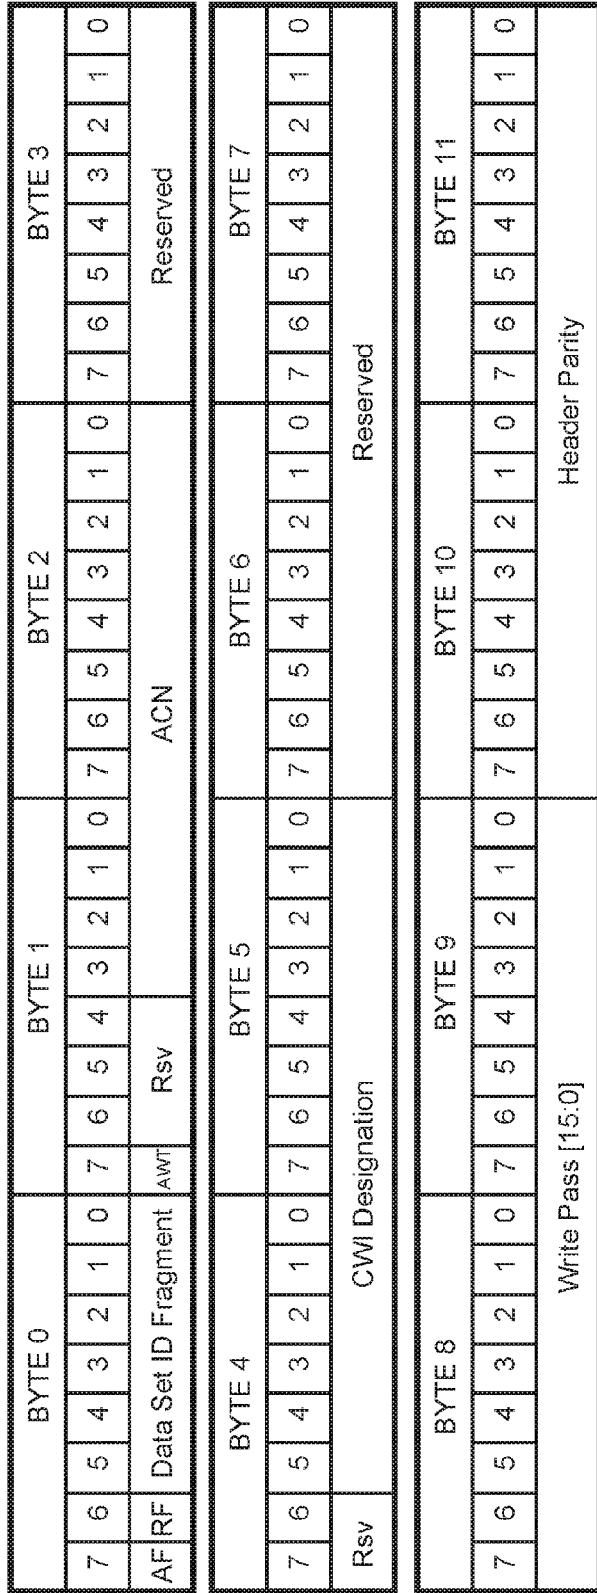 BYTE 0 BYTE 1 BYTE 2 BYTE 3
7 6 5 4 3 2 1 0 7 6 5 4 3 2 1 0 7 6 5 4 3 2 1 0 7 6 5 4 3 2 1 0
AF RF Data Set ID Fragment AWT Rsv ACN Reserved
BYTE 4 BYTE 5 BYTE 6 BYTE 7
7 6 5 4 3 2 1 0 7 6 5 4 3 2 1 0 7 6 5 4 3 2 1 0 7 6 5 4 3 2 1 0
Rsv CWI Designation Reserved
BYTE 8 BYTE 9 BYTE 10 BYTE 11
7 6 5 4 3 2 1 0 7 6 5 4 3 2 1 0 7 6 5 4 3 2 1 0 7 6 5 4 3 2 1 0
Write Pass [15:0] Header Parity